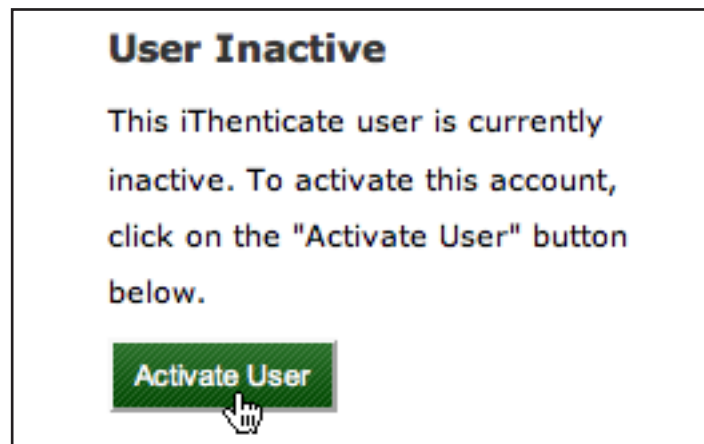 User Inactive
This iThenticate user is currently
inactive. To activate this account,
click on the "Activate User" button
below.
Activate User